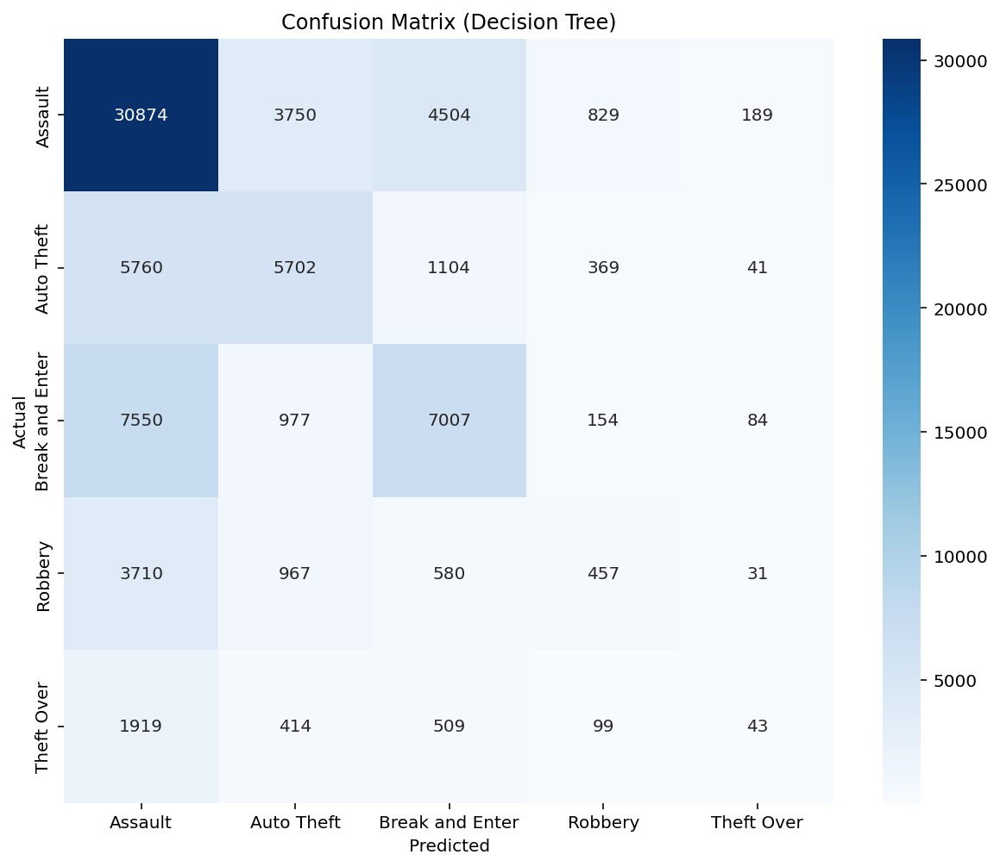 Confusion Matrix (Decision Tree)
Actual
Assault
30874 3750 4504 829 189
Auto Theft
5760 5702 1104 369 41
Break and Enter
7550 977 7007 154 84
Robbery
3710 967 580 457 31
Theft Over
1919 414 509 99 43
Assault Auto Theft Break and Enter Robbery Theft Over
Predicted
30000
25000
20000
15000
10000
5000